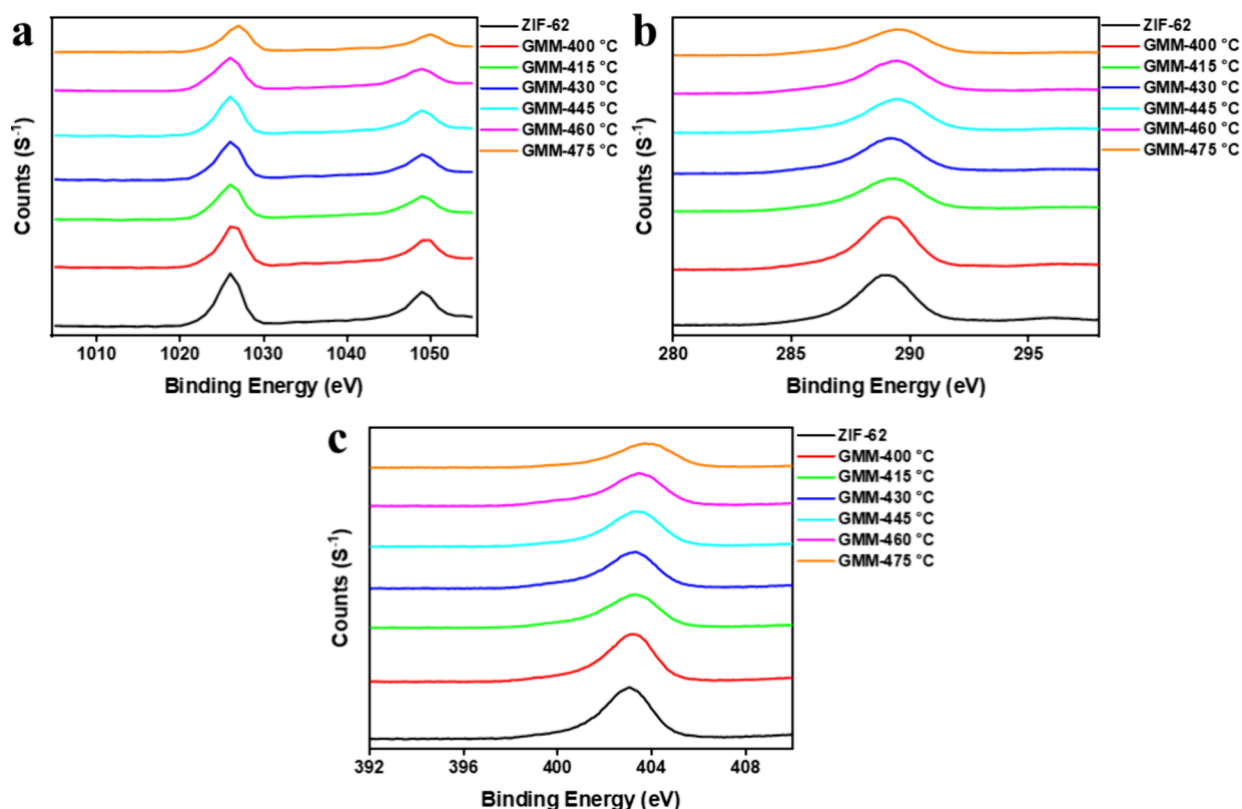 a
Counts (S⁻¹)
1010 1020 1030 1040 1050
Binding Energy (eV)
ZIF-62
GMM-400 °C
GMM-415 °C
GMM-430 °C
GMM-445 °C
GMM-460 °C
GMM-475 °C
b
Counts (S⁻¹)
280 285 290 295
Binding Energy (eV)
ZIF-62
GMM-400 °C
GMM-415 °C
GMM-430 °C
GMM-445 °C
GMM-460 °C
GMM-475 °C
c
Counts (S⁻¹)
392 396 400 404 408
Binding Energy (eV)
ZIF-62
GMM-400 °C
GMM-415 °C
GMM-430 °C
GMM-445 °C
GMM-460 °C
GMM-475 °C